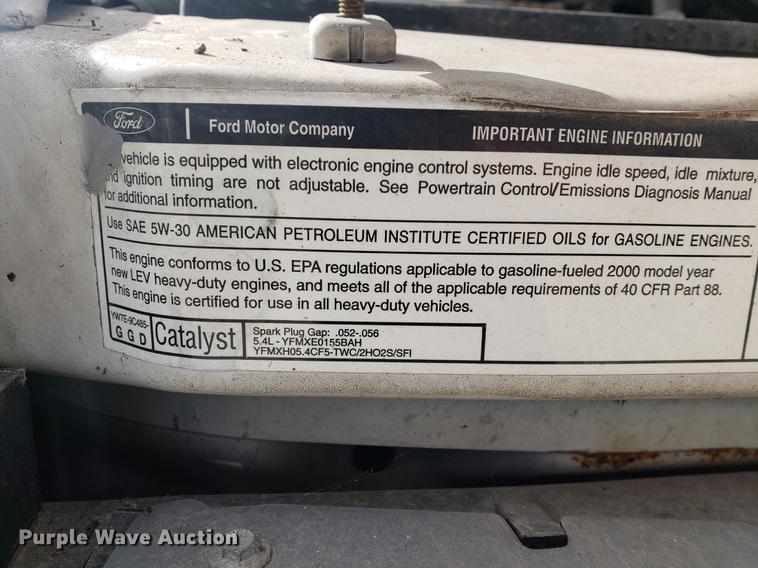 Ford
Ford Motor Company
IMPORTANT ENGINE INFORMATION
vehicle is equipped with electronic engine control systems. Engine idle speed, idle mixture,
ignition timing are not adjustable. See Powertrain Control/Emissions Diagnosis Manual
for additional information.
Use SAE 5W-30 AMERICAN PETROLEUM INSTITUTE CERTIFIED OILS for GASOLINE ENGINES.
This engine conforms to U.S. EPA regulations applicable to gasoline-fueled 2000 model year
new LEV heavy-duty engines, and meets all of the applicable requirements of 40 CFR Part 88.
This engine is certified for use in all heavy-duty vehicles.
YW7E-9C485-
G G D
Catalyst
Spark Plug Gap: .052-.056
5.4L - YFMXE0155BAH
YFMXH05.4CF5-TWC/2HO2S/SFI
Purple Wave Auction